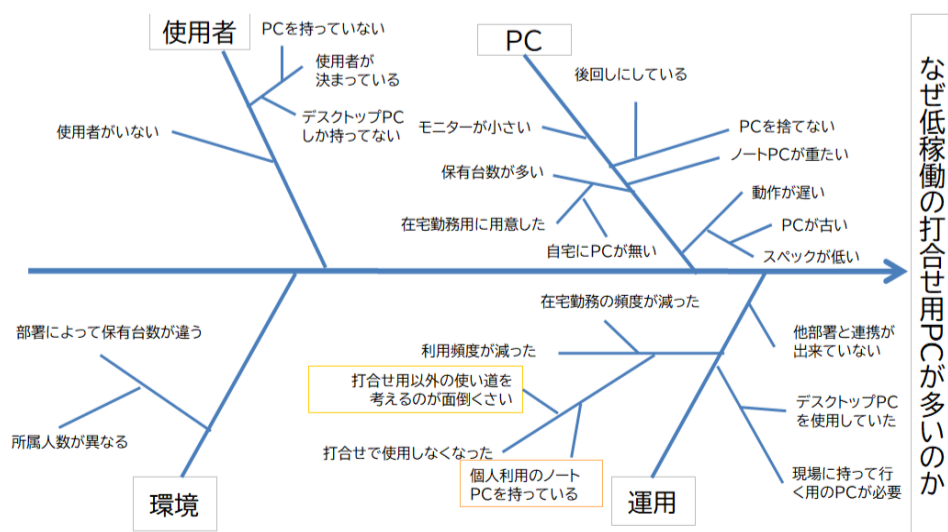 使用者
PCを持っていない
使用者が
決まっている
デスクトップPC
しか持ってない
使用者がいない
PC
後回しにしている
モニターが小さい
PCを捨てない
ノートPCが重たい
保有台数が多い
動作が遅い
在宅勤務用に用意した
PCが古い
自宅にPCが無い
スペックが低い
なぜ低稼働の打合せ用PCが多いのか
部署によって保有台数が違う
所属人数が異なる
環境
在宅勤務の頻度が減った
利用頻度が減った
打合せ用以外の使い道を
考えるのが面倒くさい
打合せで使用しなくなった
個人利用のノート
PCを持っている
他部署と連携が
出来ていない
デスクトップPC
を使用していた
現場に持って行
く用のPCが必要
運用